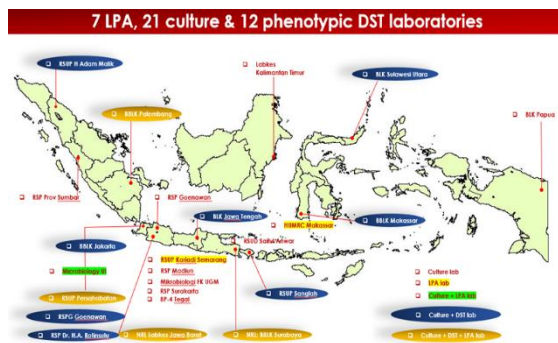 7 LPA, 21 culture & 12 phenotypic DST laboratories
RSUP H Adam Malik
Labkes
Kalimantan Timur
BLK Sulawesi Utara
BBLK Palembang
BLK Papua
RSP Prov Sumbar
RSP Goenawan
BLK Jawa Tengah
HUMRC Makassar
BBLK Makassar
BBLK Jakarta
RSUD Saiful Anwar
Microbiology UI
RSUP Kariadi Semarang
RSP Madiun
Mikrobiologi FK UGM
RSP Surakarta
BP-4 Tegal
RSUP Sanglah
RSUP Persahabatan
RSPG Goenawan
RSP Dr. H.A. Rotinsulu
NRL Labkes Jawa Barat
NRL: BBLK Surabaya
Culture lab
LPA lab
Culture + LPA lab
Culture + DST lab
Culture + DST + LPA lab